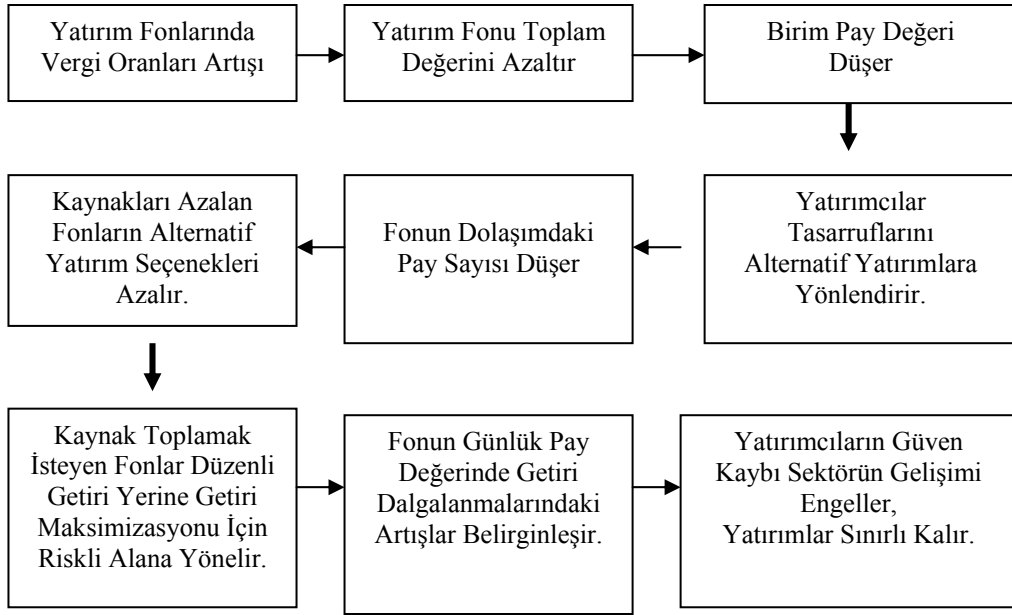 Yatırım Fonlarında
Vergi Oranları Artışı
Yatırım Fonu Toplam
Değerini Azaltır
Birim Pay Değeri
Düşer
Yatırımcılar
Tasarruflarını
Alternatif Yatırımlara
Yönlendirir.
Fonun Dolaşımdaki
Pay Sayısı Düşer
Kaynakları Azalan
Fonların Alternatif
Yatırım Seçenekleri
Azalır.
Kaynak Toplamak
İsteyen Fonlar Düzenli
Getiri Yerine Getiri
Maksimizasyonu İçin
Riskli Alana Yönelir.
Fonun Günlük Pay
Değerinde Getiri
Dalgalanmalarındaki
Artışlar Belirginleşir.
Yatırımcıların Güven
Kaybı Sektörün Gelişimi
Engeller,
Yatırımlar Sınırlı Kalır.